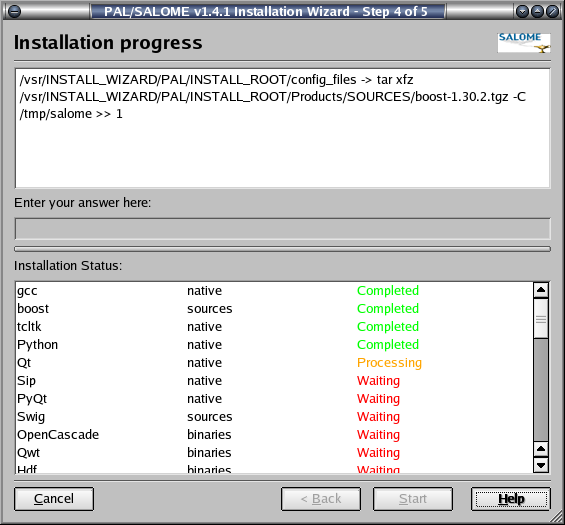 PAL/SALOME v1.4.1 Installation Wizard - Step 4 of 5
Installation progress
SALOME
/vsr/INSTALL_WIZARD/PAL/INSTALL_ROOT/config_files -> tar xfz
/vsr/INSTALL_WIZARD/PAL/INSTALL_ROOT/Products/SOURCES/boost-1.30.2.tgz -C
/tmp/salome >> 1
Enter your answer here:
Installation Status:
gcc native Completed
boost sources Completed
tcltk native Completed
Python native Completed
Qt native Processing
Sip native Waiting
PyQt native Waiting
Swig sources Waiting
OpenCascade binaries Waiting
Qwt binaries Waiting
Hdf binaries Waiting
Cancel < Back Start Help